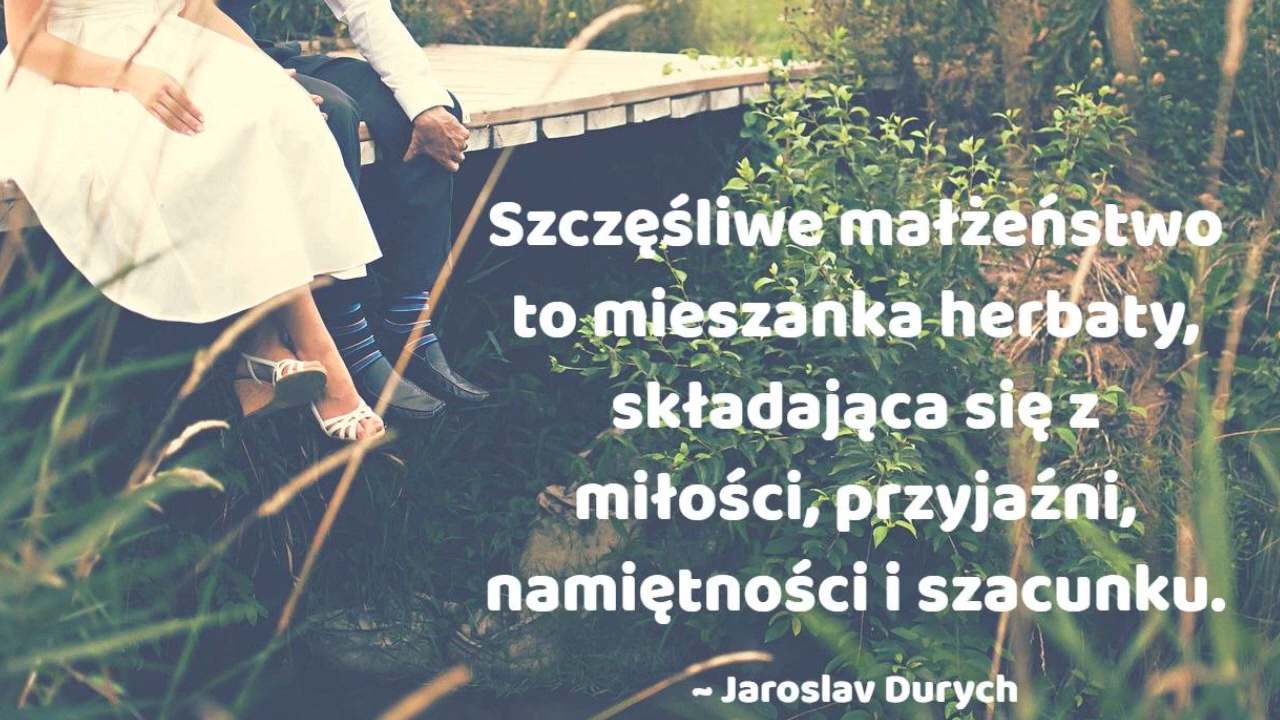 Szczęśliwe małżeństwo
to mieszanka herbaty,
składająca się z
miłości, przyjaźni,
namiętności i szacunku.
~ Jaroslav Durych